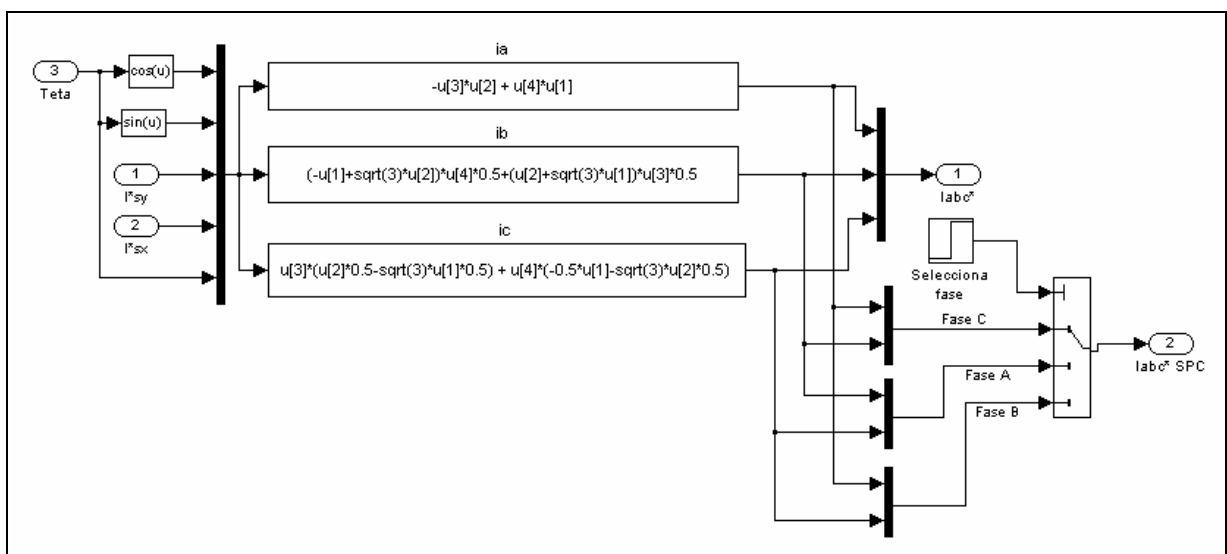 3
Teta
cos(u)
sin(u)
1
I*sy
2
I*sx
ia
-u[3]*u[2] + u[4]*u[1]
ib
(-u[1]+sqrt(3)*u[2])*u[4]*0.5+(u[2]+sqrt(3)*u[1])*u[3]*0.5
ic
u[3]*(u[2]*0.5-sqrt(3)*u[1]*0.5) + u[4]*(-0.5*u[1]-sqrt(3)*u[2]*0.5)
1
Iabc*
Selecciona
fase
Fase C
Fase A
Fase B
2
Iabc* SPC